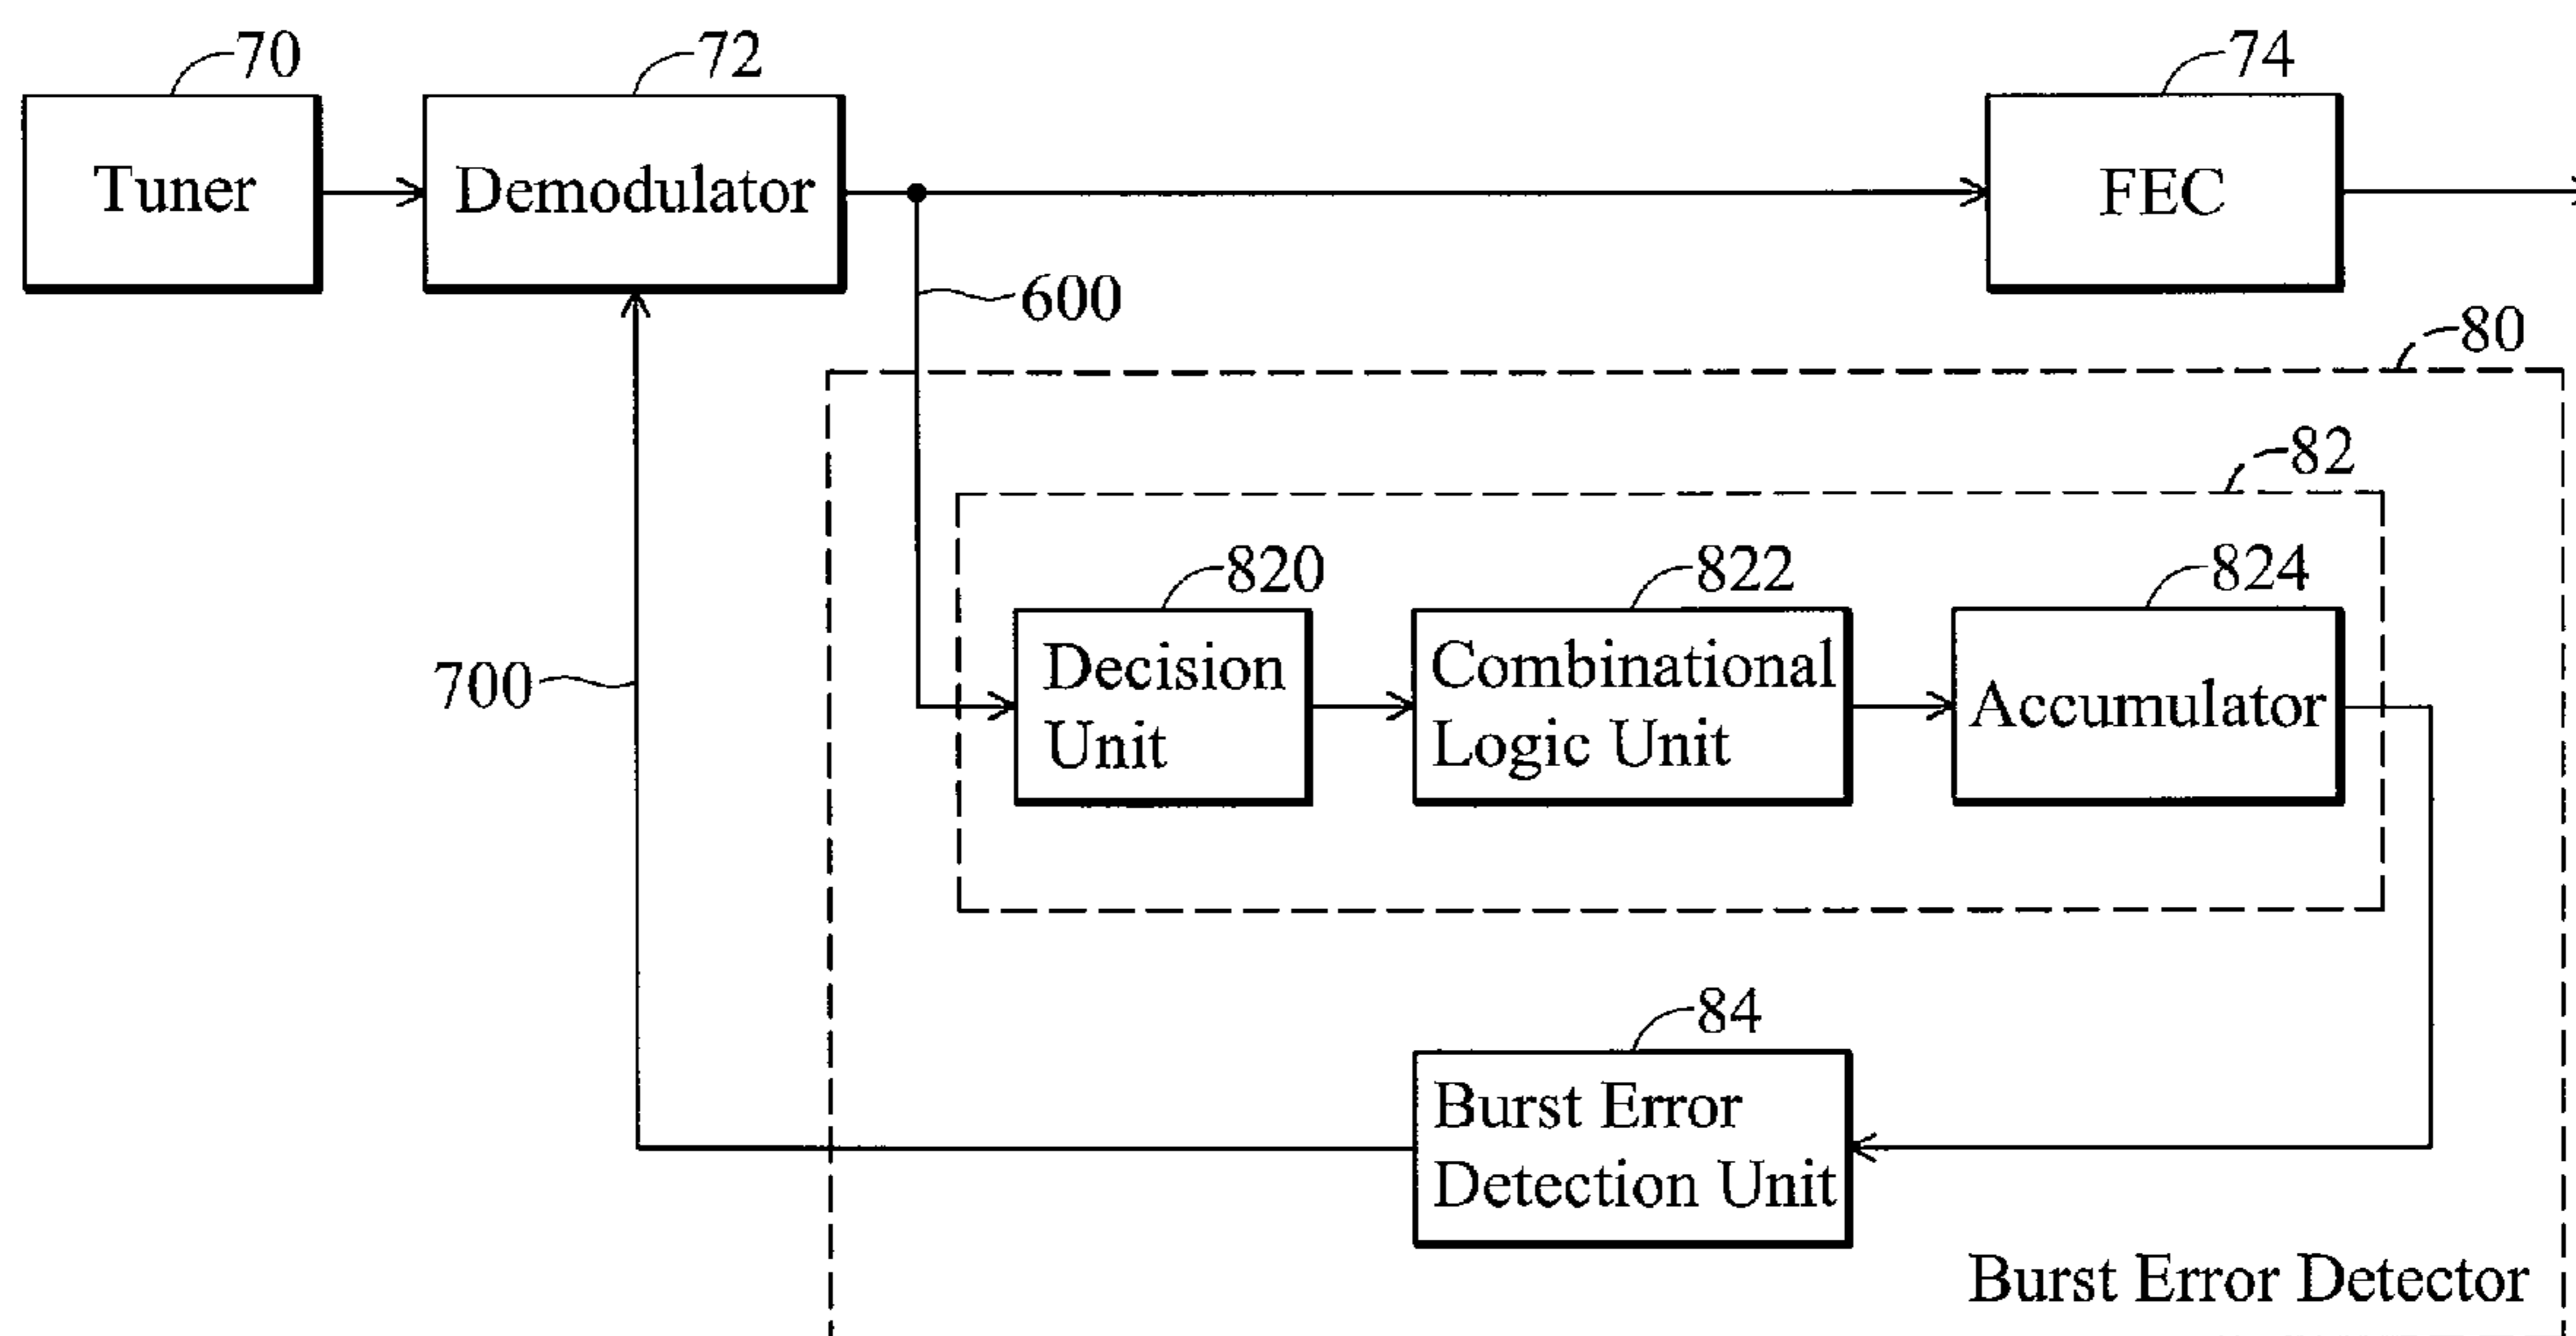 70
72
74
Tuner
Demodulator
FEC
600
80
82
820
822
824
Decision
Unit
Combinational
Logic Unit
Accumulator
700
84
Burst Error
Detection Unit
Burst Error Detector